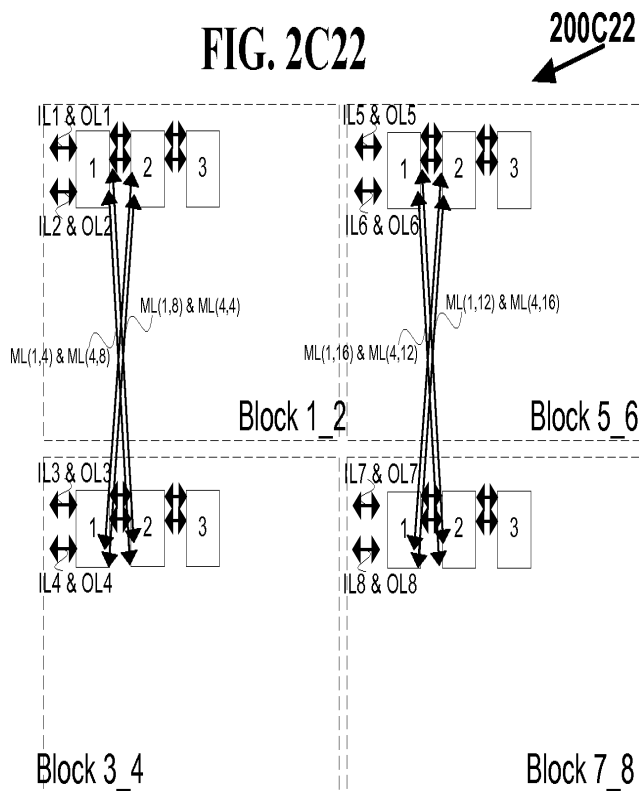 FIG. 2C22
200C22
IL1 & OL1
1
2
3
IL2 & OL2
ML(1,8) & ML(4,4)
ML(1,4) & ML(4,8)
Block 1_2
IL5 & OL5
1
2
3
IL6 & OL6
ML(1,12) & ML(4,16)
ML(1,16) & ML(4,12)
Block 5_6
IL3 & OL3
1
2
3
IL4 & OL4
Block 3_4
IL7 & OL7
1
2
3
IL8 & OL8
Block 7_8